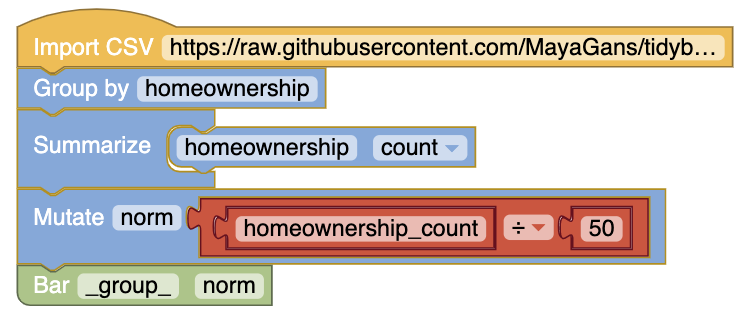 Import CSV https://raw.githubusercontent.com/MayaGans/tidyb…
Group by homeownership
Summarize homeownership count
Mutate norm homeownership_count ÷ 50
Bar _group_ norm